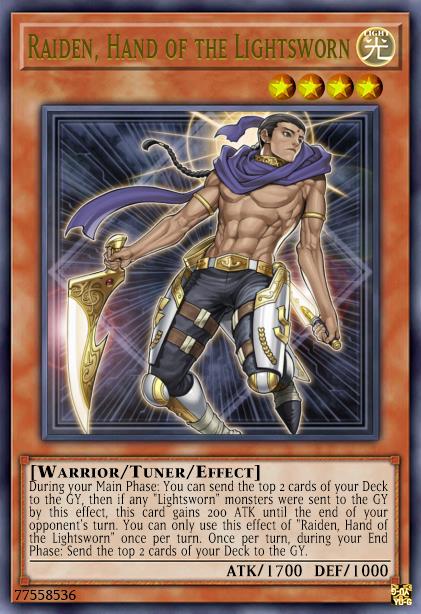 Raiden, Hand of the Lightsworn
LIGHT
光
[Warrior/Tuner/Effect]
During your Main Phase: You can send the top 2 cards of your Deck
to the GY, then if any "Lightsworn" monsters were sent to the GY
by this effect, this card gains 200 ATK until the end of your
opponent's turn. You can only use this effect of "Raiden, Hand of
the Lightsworn" once per turn. Once per turn, during your End
Phase: Send the top 2 cards of your Deck to the GY.
ATK/1700 DEF/1000
77558536